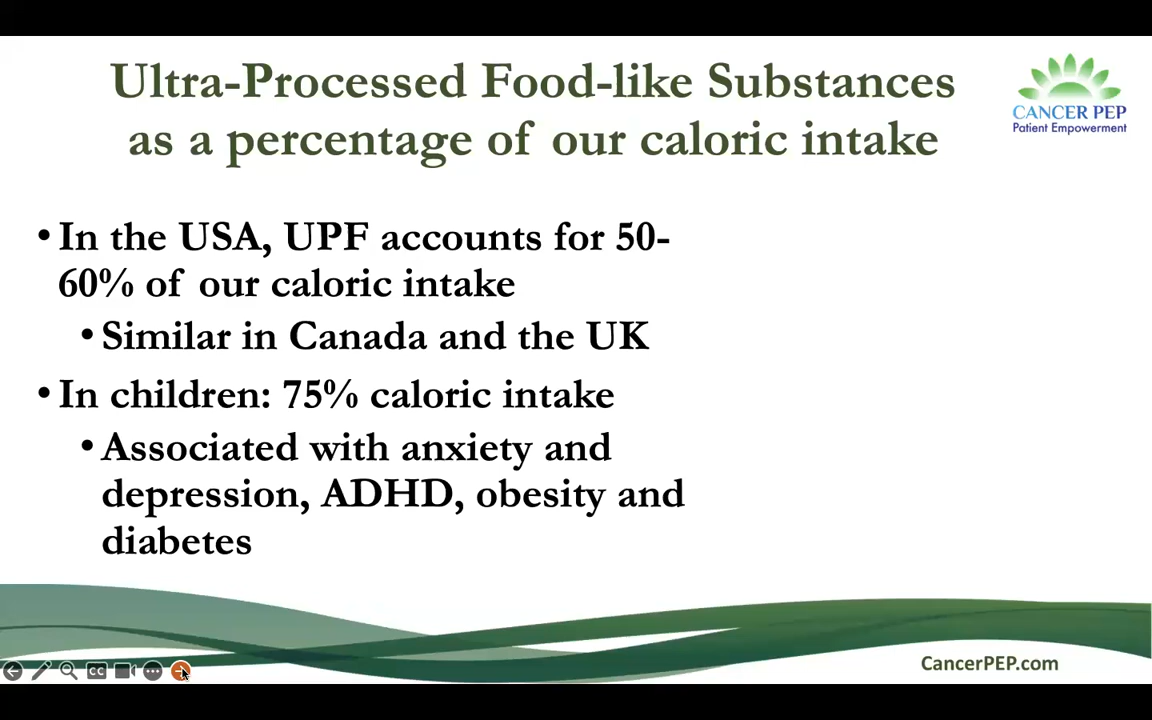 Ultra-Processed Food-like Substances
as a percentage of our caloric intake
CANCER PEP
Patient Empowerment
• In the USA, UPF accounts for 50-
60% of our caloric intake
• Similar in Canada and the UK
• In children: 75% caloric intake
• Associated with anxiety and
depression, ADHD, obesity and
diabetes
CC
CancerPEP.com